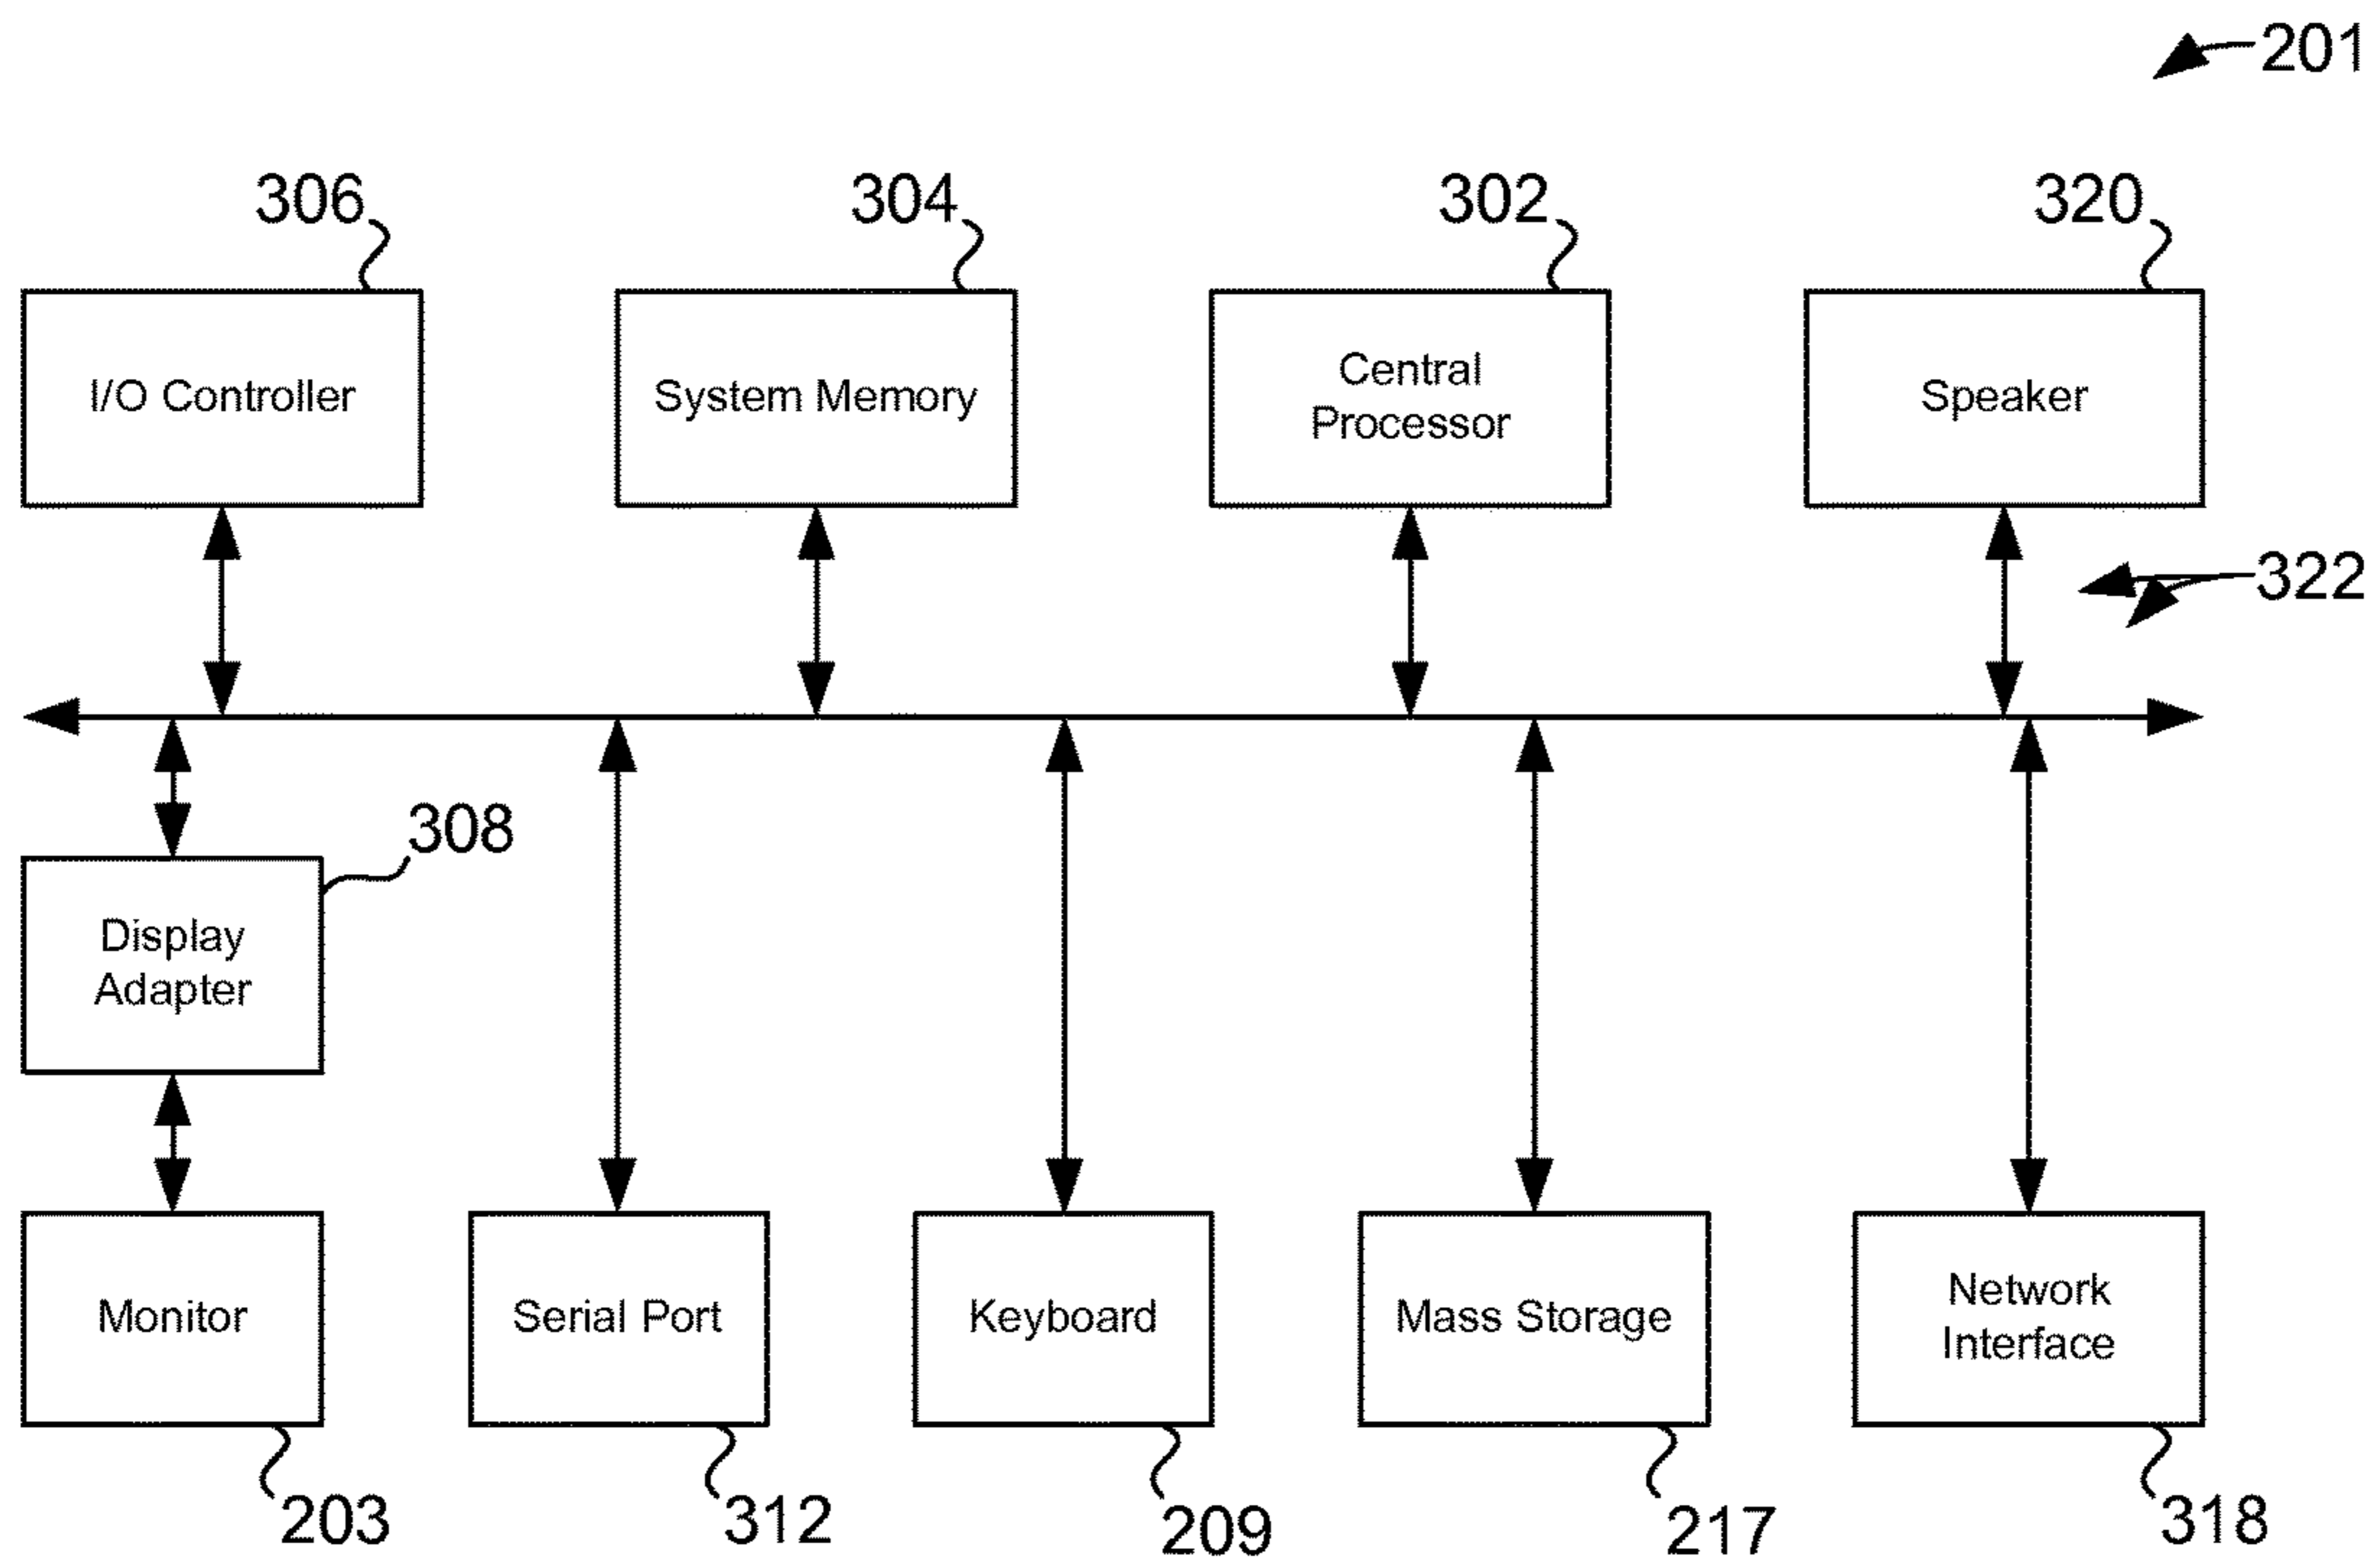 201
306
304
302
320
I/O Controller
System Memory
Central
Processor
Speaker
322
308
Display
Adapter
Monitor
Serial Port
Keyboard
Mass Storage
Network
Interface
203
312
209
217
318